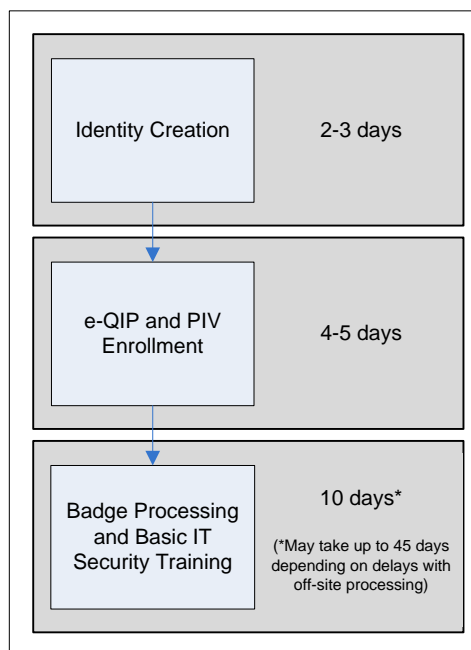 Identity Creation
2-3 days
e-QIP and PIV
Enrollment
4-5 days
Badge Processing
and Basic IT
Security Training
10 days*
(*May take up to 45 days
depending on delays with
off-site processing)